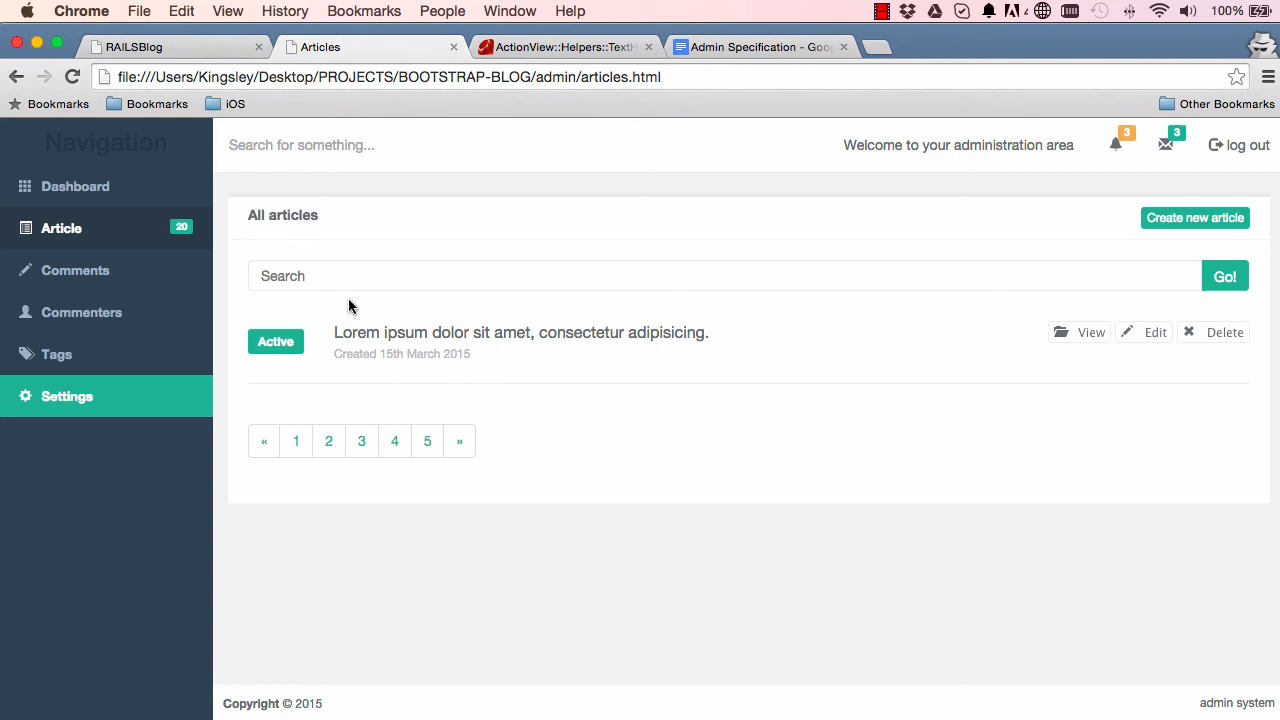 Chrome File Edit View History Bookmarks People Window Help 4 100%
RAILSBlog Articles ActionView::Helpers::TextH Admin Specification - Goo
file:///Users/Kingsley/Desktop/PROJECTS/BOOTSTRAP-BLOG/admin/articles.html
Bookmarks Bookmarks iOS Other Bookmarks
Navigation
Dashboard
Article 20
Comments
Commenters
Tags
Settings
Search for something... Welcome to your administration area 3 3 log out
All articles Create new article
Search Go!
Active Lorem ipsum dolor sit amet, consectetur adipisicing. View Edit Delete
Created 15th March 2015
« 1 2 3 4 5 »
Copyright © 2015 admin system